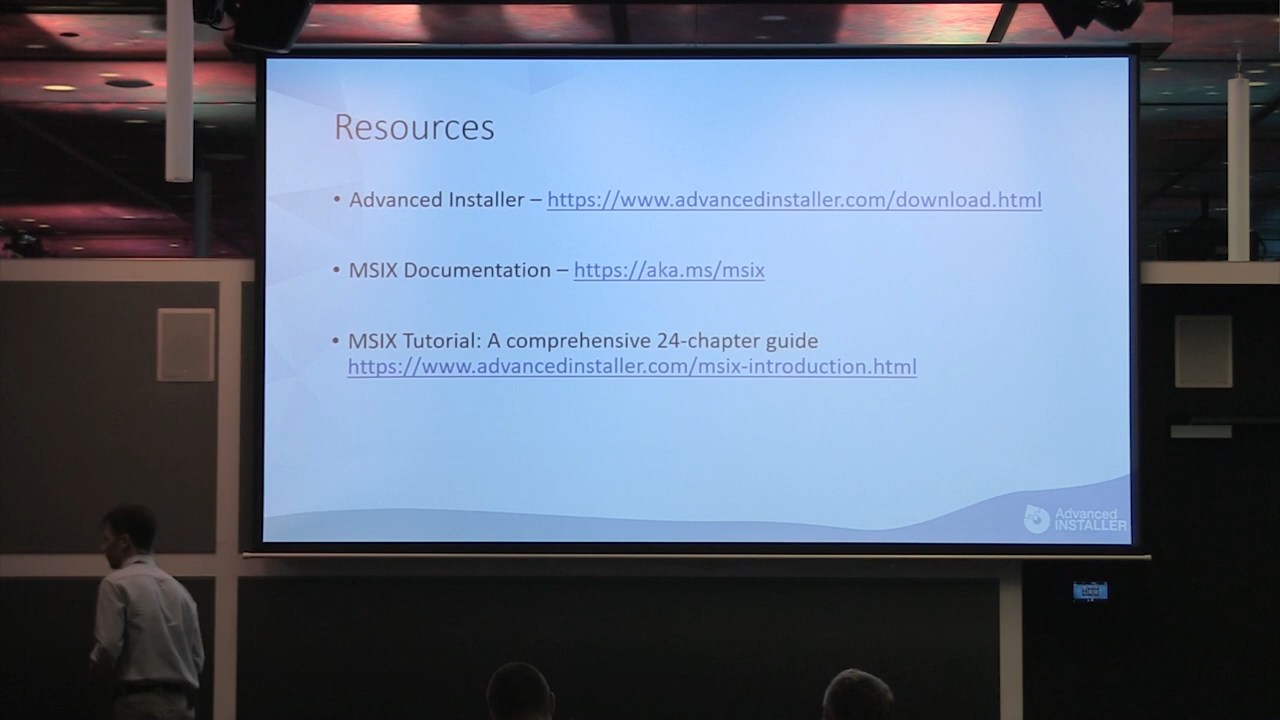 Resources
• Advanced Installer – https://www.advancedinstaller.com/download.html
• MSIX Documentation – https://aka.ms/msix
• MSIX Tutorial: A comprehensive 24-chapter guide
https://www.advancedinstaller.com/msix-introduction.html
Advanced
INSTALLER